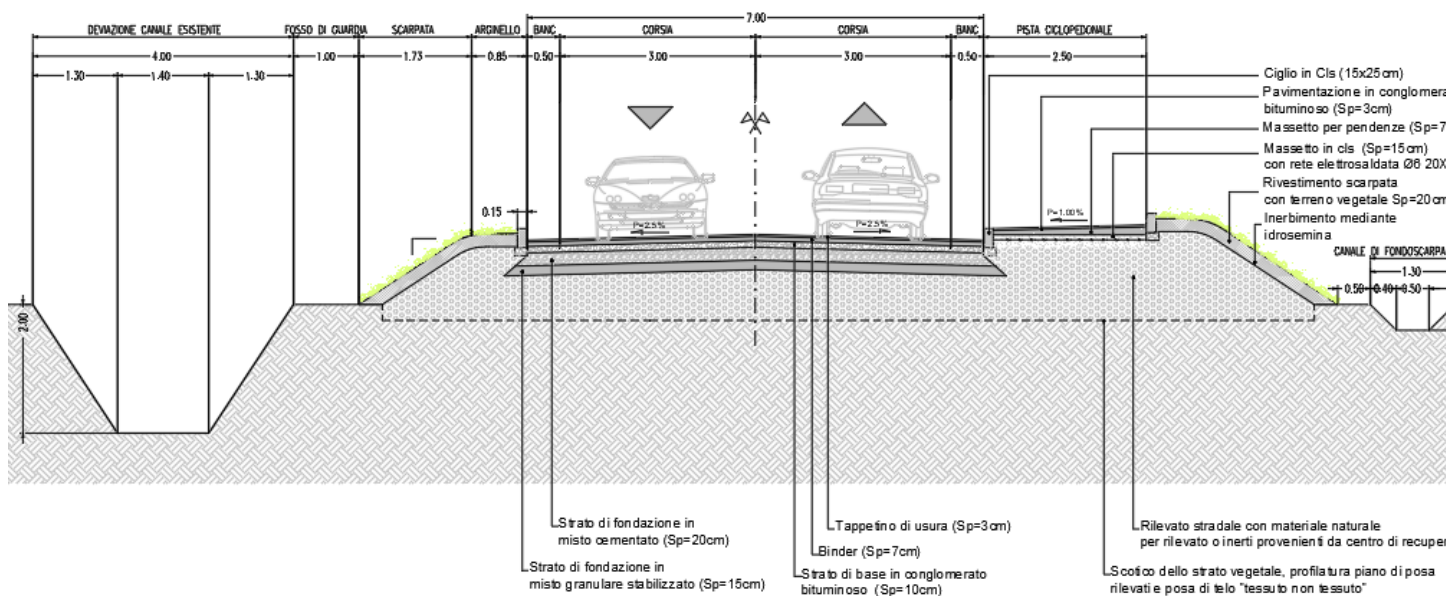 7.00
DEVIAZIONE CANALE ESISTENTE FOSSO DI GUARDIA SCARPATA ARGINELLO BANC CORSIA CORSIA BANC PISTA CICLOPEDONALE
4.00 1.00 1.73 0.85 0.50 3.00 3.00 0.50 2.50
1.30 1.40 1.30
Ciglio in Cls (15x25cm)
Pavimentazione in conglomera
bituminoso (Sp=3cm)
Massetto per pendenze (Sp=7
Massetto in cls (Sp=15cm)
con rete elettrosaldata Ø6 20X
Rivestimento scarpata
con terreno vegetale Sp=20cm
Inerbimento mediante
idrosemina
0.15
P=2.5% P=2.5% P=1.00%
CANALE DI FONDOSCARPA
1.30
0.50 0.40 0.50
2.00
Strato di fondazione in
misto cementato (Sp=20cm)
Strato di fondazione in
misto granulare stabilizzato (Sp=15cm)
Tappetino di usura (Sp=3cm)
Binder (Sp=7cm)
Strato di base in conglomerato
bituminoso (Sp=10cm)
Rilevato stradale con materiale naturale
per rilevato o inerti provenienti da centro di recuper
Scotico dello strato vegetale, profilatura piano di posa
rilevati e posa di telo "tessuto non tessuto"